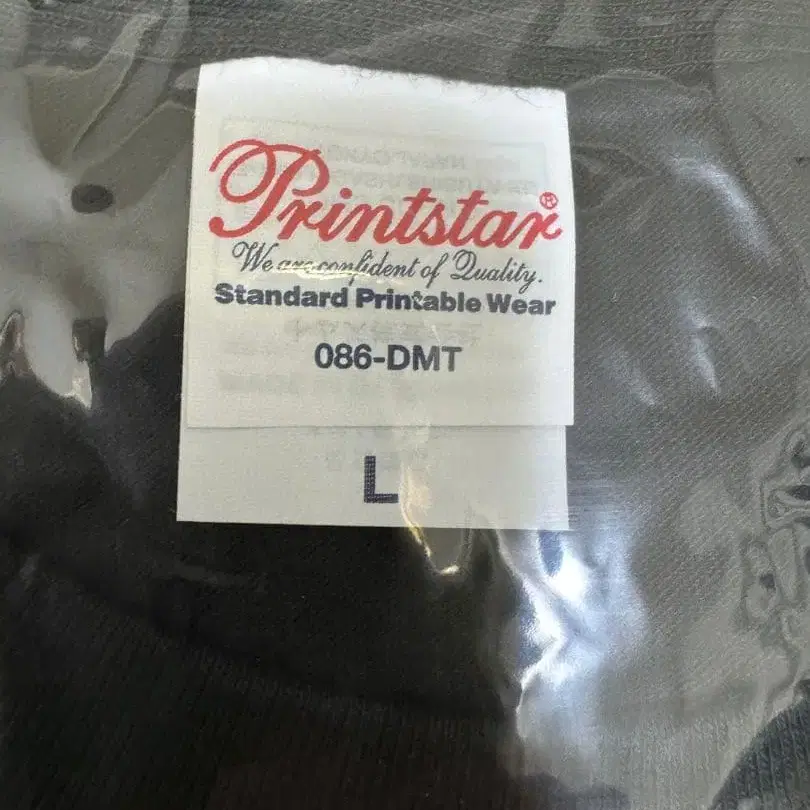 Printstar®
We are confident of Quality.
Standard Printable Wear
086-DMT
L